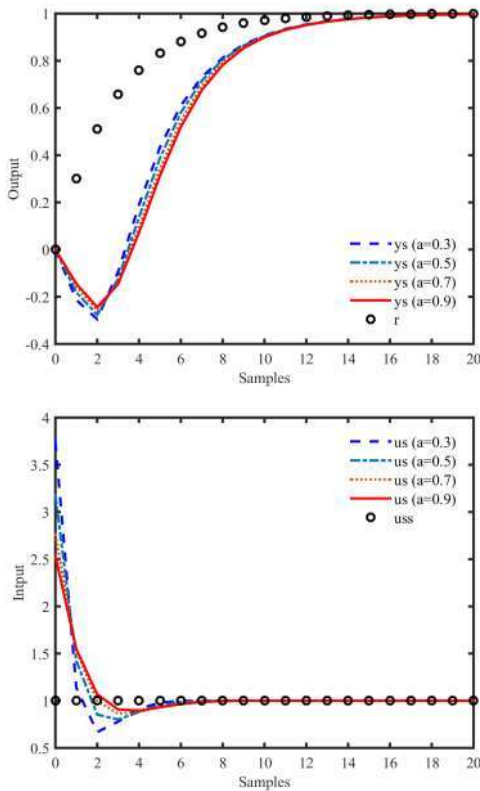 1
0.8
0.6
0.4
0.2
0
-0.2
-0.4
Output
ys (a=0.3)
ys (a=0.5)
ys (a=0.7)
ys (a=0.9)
r
0 2 4 6 8 10 12 14 16 18 20
Samples
4
3.5
3
2.5
2
1.5
1
0.5
Intput
us (a=0.3)
us (a=0.5)
us (a=0.7)
us (a=0.9)
uss
0 2 4 6 8 10 12 14 16 18 20
Samples